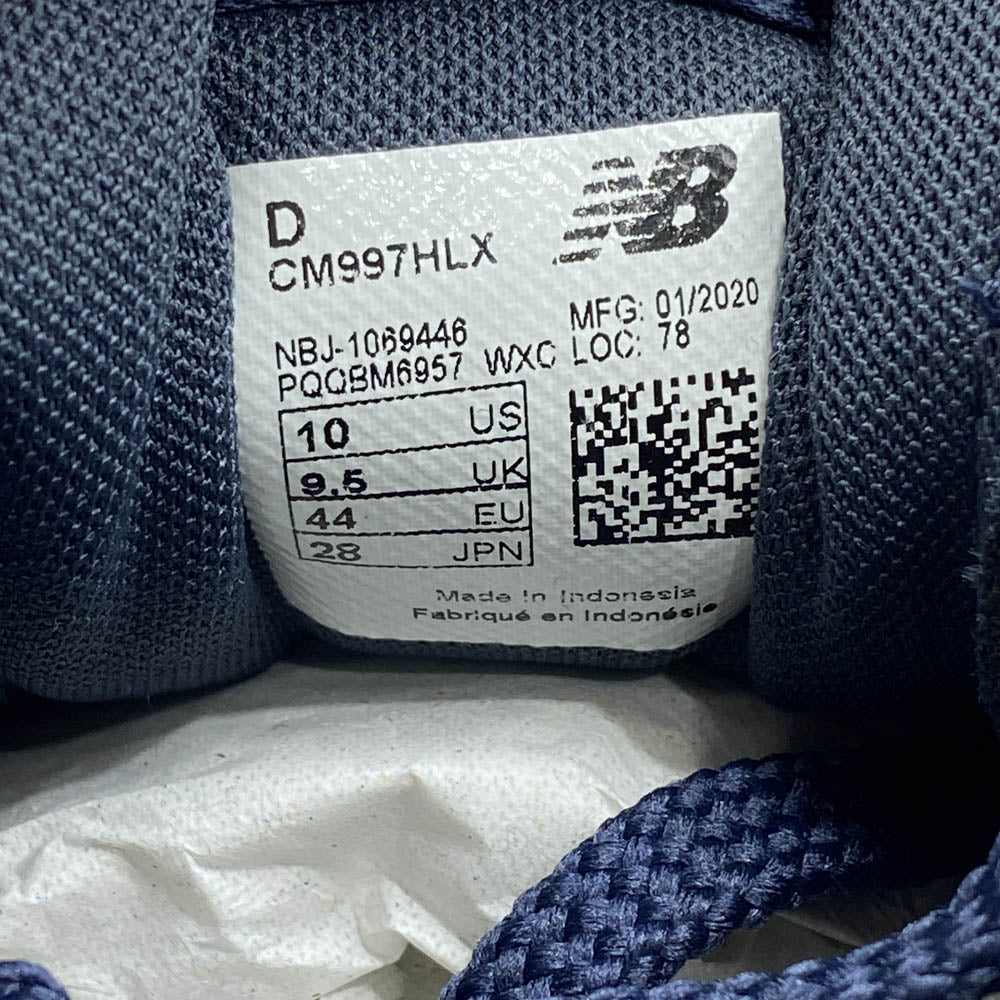 D
NB
CM997HLX
MFG: 01/2020
NBJ-1069446
LOC: 78
PQQBM6957 WXC
10 US
9.5 UK
44 EU
28 JPN
Made In Indonesia
Fabriqué en Indonésie